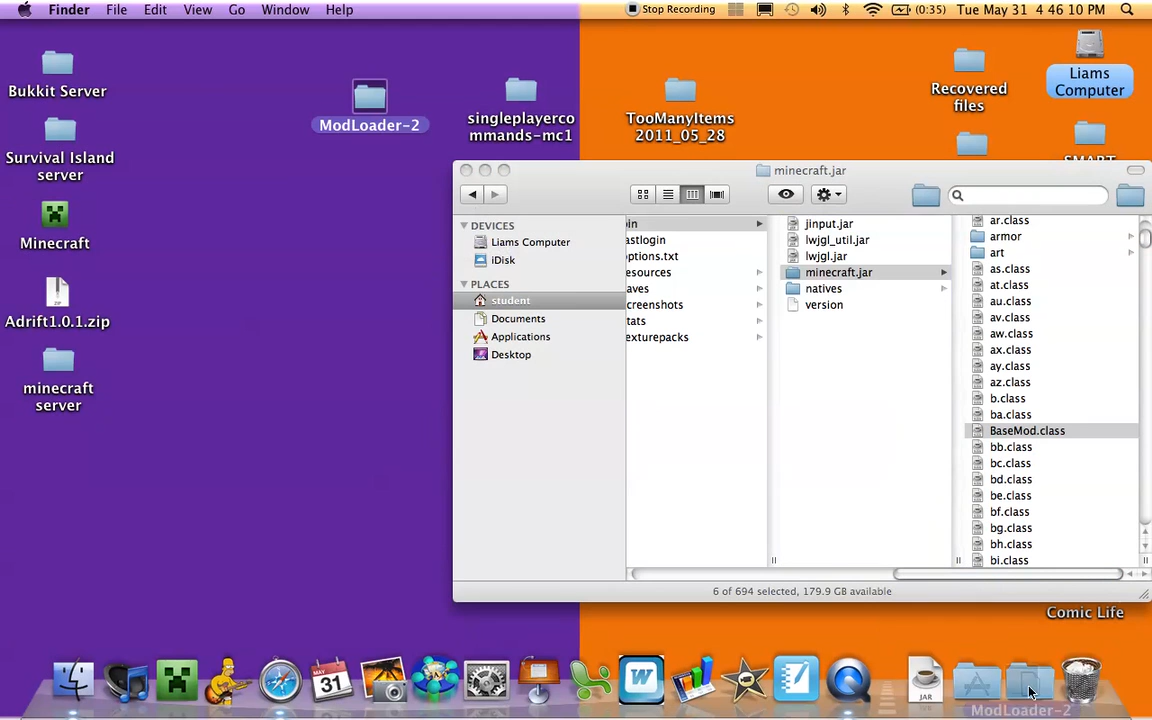 Finder File Edit View Go Window Help
Stop Recording
(0:35) Tue May 31 4 46 10 PM
Bukkit Server
Survival Island
server
Minecraft
Adrift1.0.1.zip
minecraft
server
ModLoader-2
singleplayerco
mmands-mc1
TooManyItems
2011_05_28
Recovered
files
Liams
Computer
SMART
minecraft.jar
DEVICES
Liams Computer
iDisk
PLACES
student
Documents
Applications
Desktop
in
astlogin
ptions.txt
esources
aves
creenshots
tats
exturepacks
jinput.jar
lwjgl_util.jar
lwjgl.jar
minecraft.jar
natives
version
ar.class
armor
art
as.class
at.class
au.class
av.class
aw.class
ax.class
ay.class
az.class
b.class
ba.class
BaseMod.class
bb.class
bc.class
bd.class
be.class
bf.class
bg.class
bh.class
bi.class
6 of 694 selected, 179.9 GB available
Comic Life
MAY
31
W
JAR
ModLoader-2